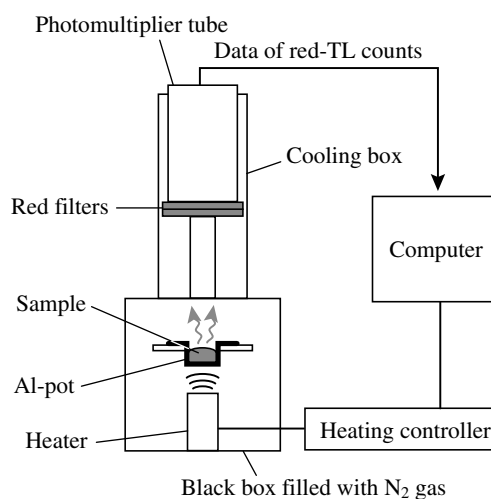 Photomultiplier tube
Data of red-TL counts
Cooling box
Red filters
Computer
Sample
Al-pot
Heater
Heating controller
Black box filled with N₂ gas